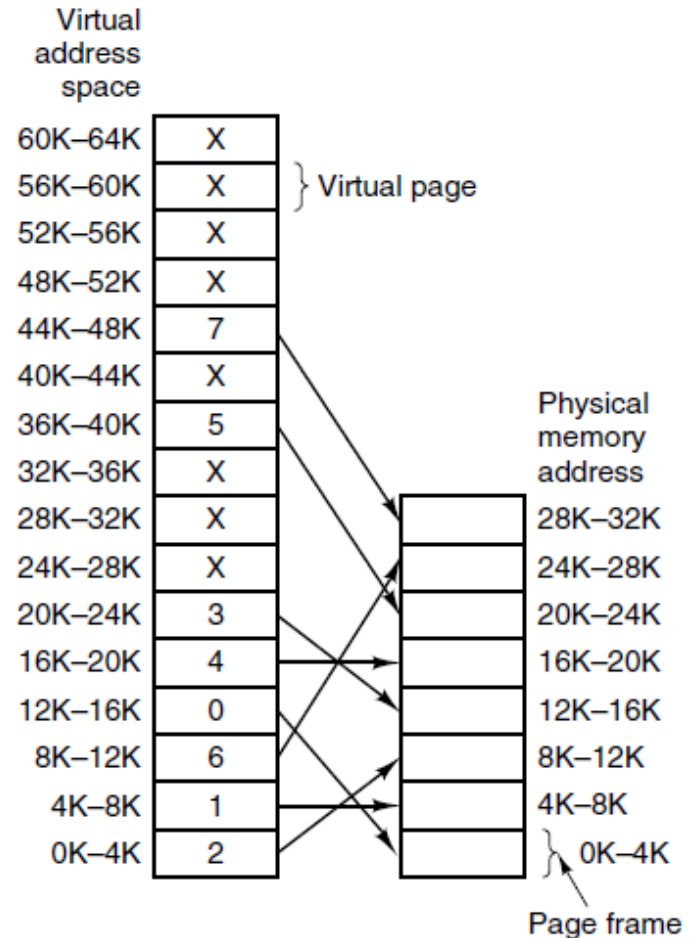 Virtual
address
space
60K–64K X
56K–60K X Virtual page
52K–56K X
48K–52K X
44K–48K 7
40K–44K X
36K–40K 5
32K–36K X
28K–32K X
24K–28K X
20K–24K 3
16K–20K 4
12K–16K 0
8K–12K 6
4K–8K 1
0K–4K 2
Physical
memory
address
28K–32K
24K–28K
20K–24K
16K–20K
12K–16K
8K–12K
4K–8K
0K–4K
Page frame